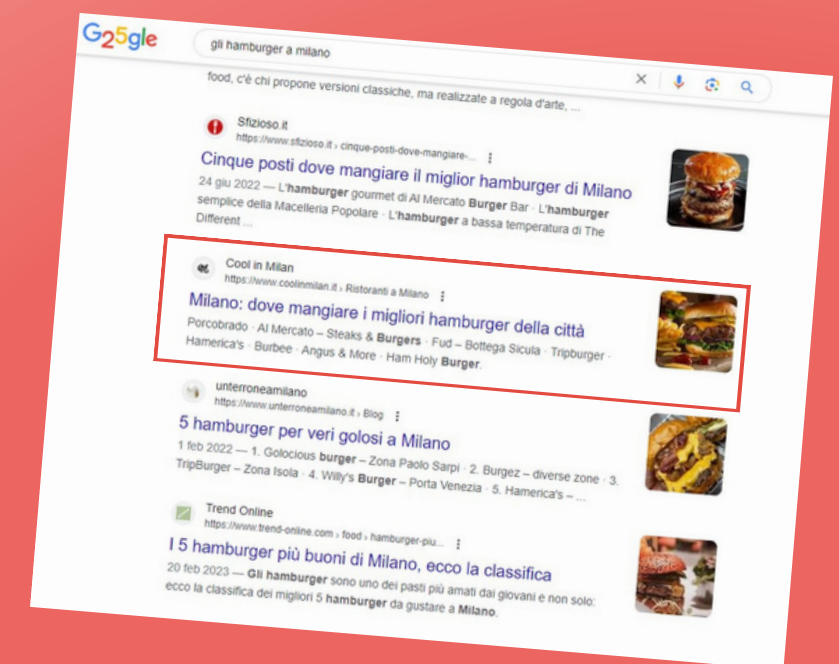 G25gle
gli hamburger a milano
food, c'è chi propone versioni classiche, ma realizzate a regola d'arte, ...
Sfizioso.it
https://www.sfizioso.it › cinque-posti-dove-mangiare-...
Cinque posti dove mangiare il miglior hamburger di Milano
24 giu 2022 — L'hamburger gourmet di Al Mercato Burger Bar · L'hamburger
semplice della Macelleria Popolare · L'hamburger a bassa temperatura di The
Different ...
Cool in Milan
https://www.coolinmilan.it › Ristoranti a Milano
Milano: dove mangiare i migliori hamburger della città
Porcobrado · Al Mercato – Steaks & Burgers · Fud – Bottega Sicula · Tripburger ·
Hamerica's · Burbee · Angus & More · Ham Holy Burger.
unterroneamilano
https://www.unterroneamilano.it › Blog
5 hamburger per veri golosi a Milano
1 feb 2022 — 1. Golocious burger – Zona Paolo Sarpi · 2. Burgez – diverse zone · 3.
TripBurger – Zona Isola · 4. Willy's Burger – Porta Venezia · 5. Hamerica's – ...
Trend Online
https://www.trend-online.com › food › hamburger-piu...
I 5 hamburger più buoni di Milano, ecco la classifica
20 feb 2023 — Gli hamburger sono uno dei pasti più amati dai giovani e non solo:
ecco la classifica dei migliori 5 hamburger da gustare a Milano.